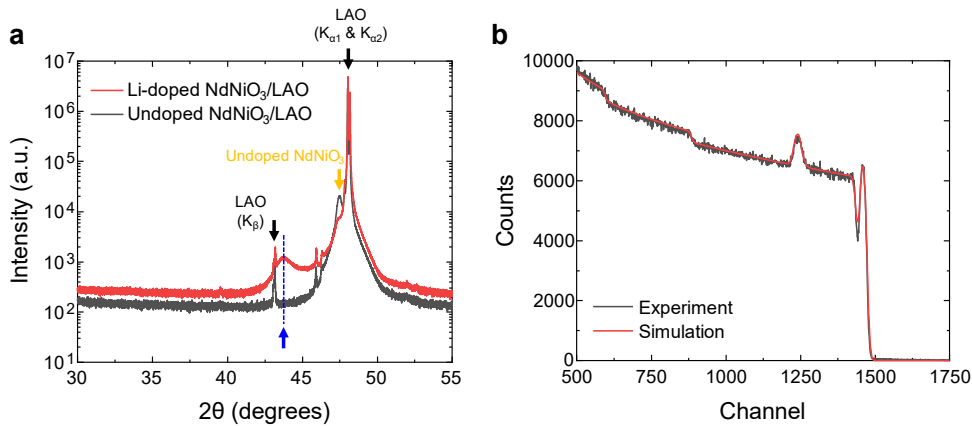 a
LAO
(Kα1 & Kα2)
10⁷
10⁶
10⁵
10⁴
10³
10²
10¹
Li-doped NdNiO₃/LAO
Undoped NdNiO₃/LAO
Undoped NdNiO₃
LAO
(Kβ)
30 35 40 45 50 55
Intensity (a.u.)
2θ (degrees)
b
10000
8000
6000
4000
2000
0
Experiment
Simulation
500 750 1000 1250 1500 1750
Counts
Channel